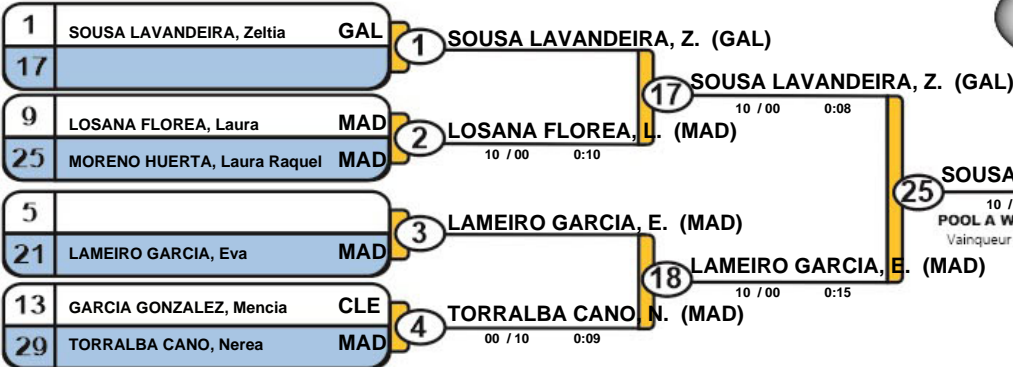 1 SOUSA LAVANDEIRA, Zeltia GAL
17
1 SOUSA LAVANDEIRA, Z. (GAL)
9 LOSANA FLOREA, Laura MAD
25 MORENO HUERTA, Laura Raquel MAD
2 LOSANA FLOREA, L. (MAD)
10 / 00 0:10
17 SOUSA LAVANDEIRA, Z. (GAL)
10 / 00 0:08
5
21 LAMEIRO GARCIA, Eva MAD
3 LAMEIRO GARCIA, E. (MAD)
13 GARCIA GONZALEZ, Mencia CLE
29 TORRALBA CANO, Nerea MAD
4 TORRALBA CANO, N. (MAD)
00 / 10 0:09
18 LAMEIRO GARCIA, E. (MAD)
10 / 00 0:15
25 SOUSA
10 /
POOL A W
Vainqueur